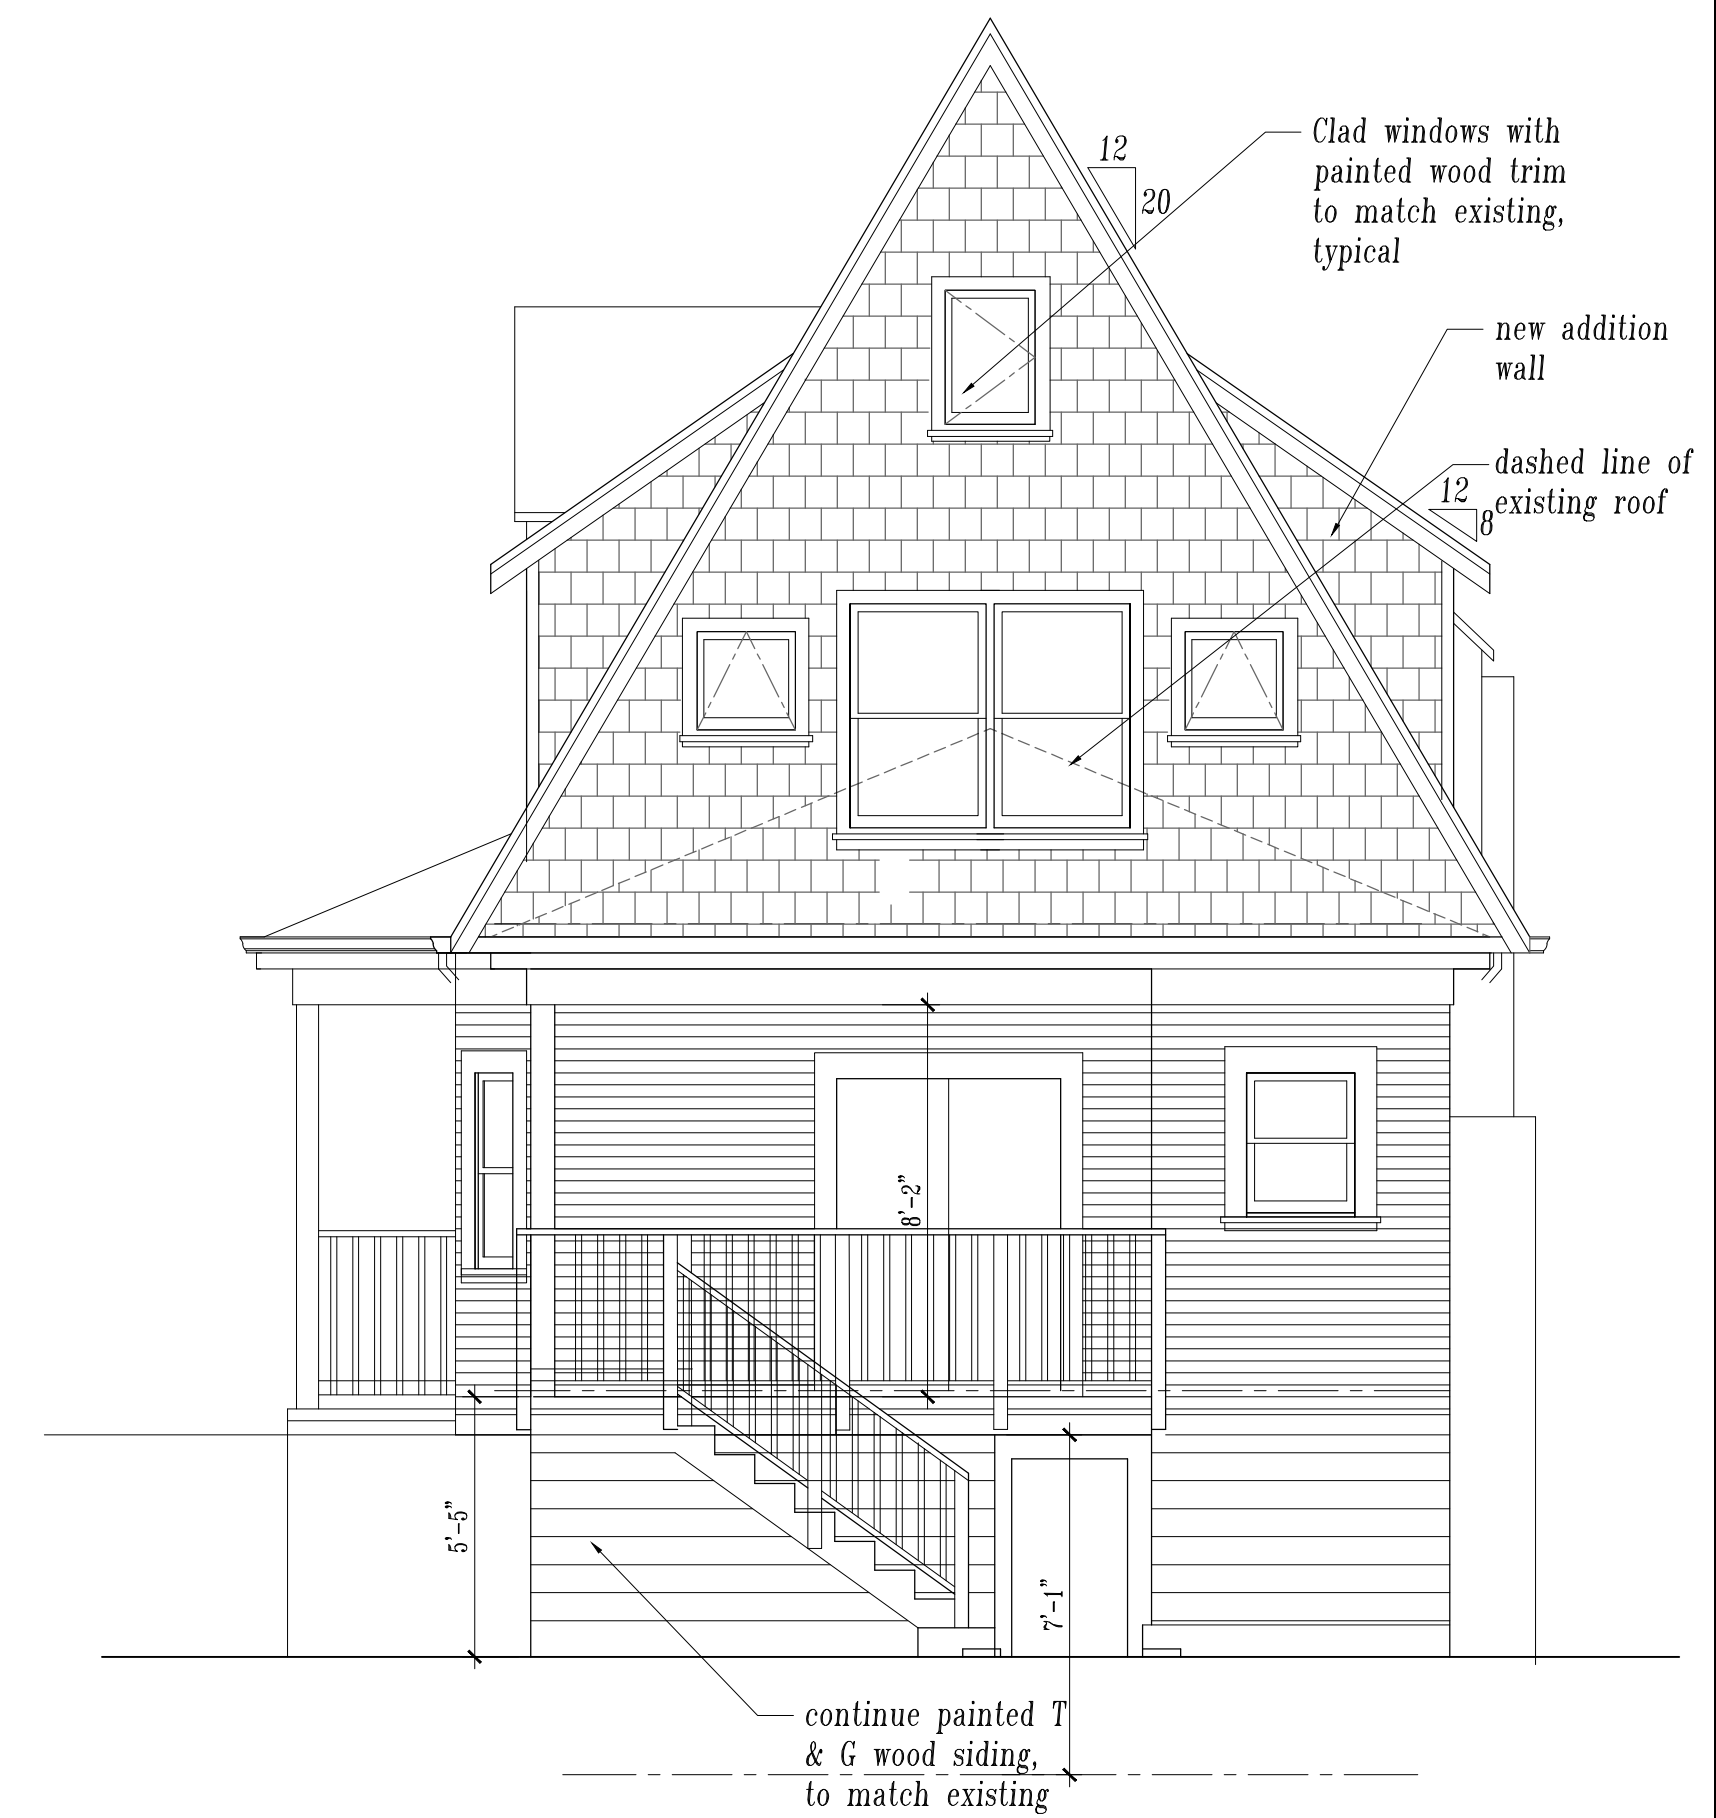 Clad windows with
painted wood trim
to match existing,
typical
12
20
new addition
wall
dashed line of
existing roof
12
8
8'-2"
5'-5"
7'-1"
continue painted T
& G wood siding,
to match existing